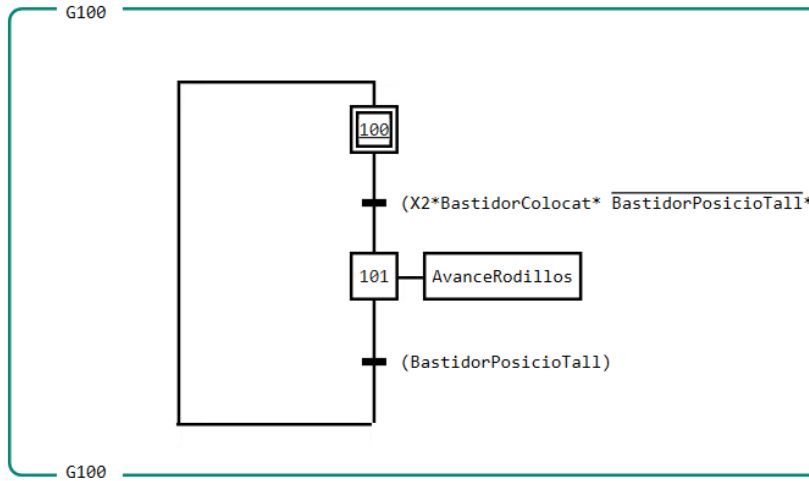 G100
100
(X2*BastidorColocat* BastidorPosicioTall*
101 AvanceRodillos
(BastidorPosicioTall)
G100